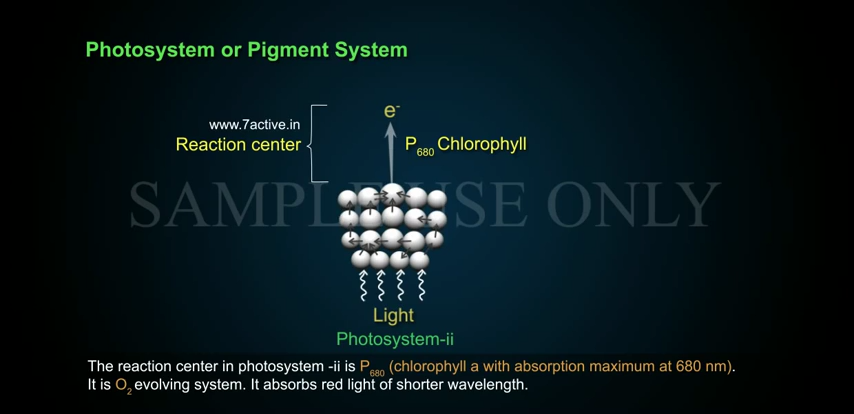 Photosystem or Pigment System
e-
www.7active.in
Reaction center
P680 Chlorophyll
SAMPLE USE ONLY
Light
Photosystem-ii
The reaction center in photosystem -ii is P680 (chlorophyll a with absorption maximum at 680 nm).
It is O2 evolving system. It absorbs red light of shorter wavelength.